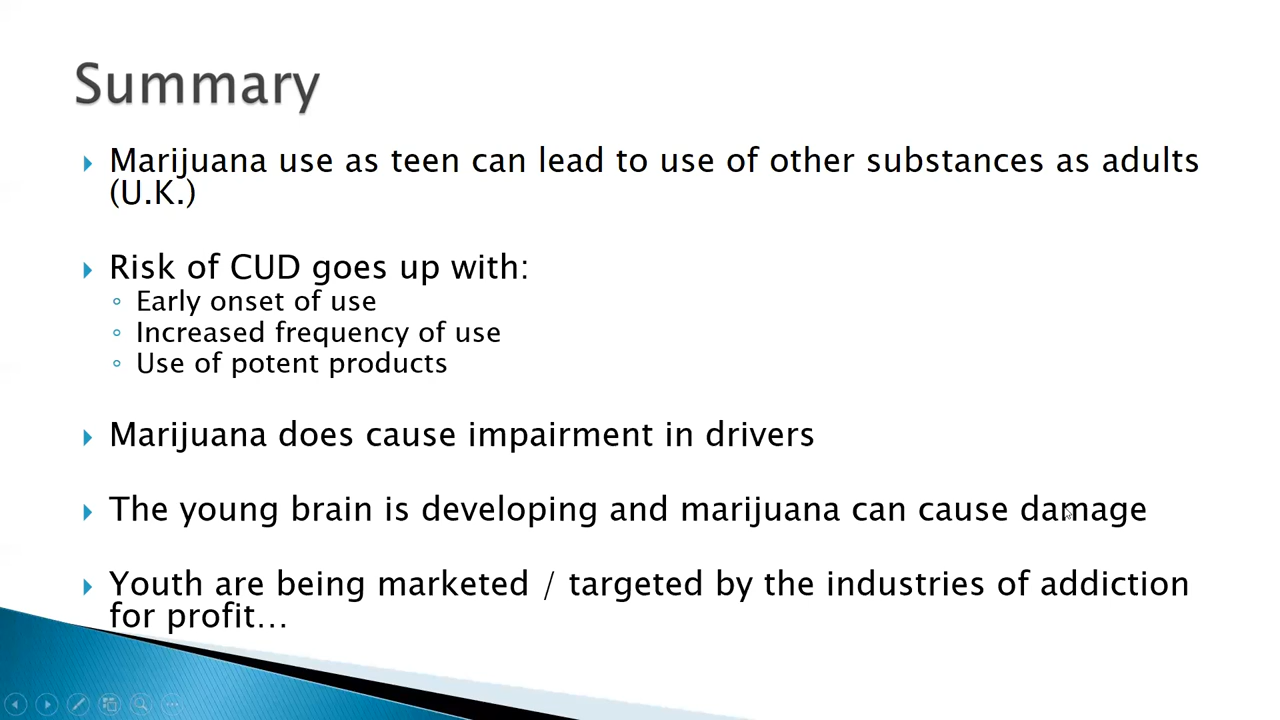 Summary
Marijuana use as teen can lead to use of other substances as adults
(U.K.)
Risk of CUD goes up with:
Early onset of use
Increased frequency of use
Use of potent products
Marijuana does cause impairment in drivers
The young brain is developing and marijuana can cause damage
Youth are being marketed / targeted by the industries of addiction
for profit…